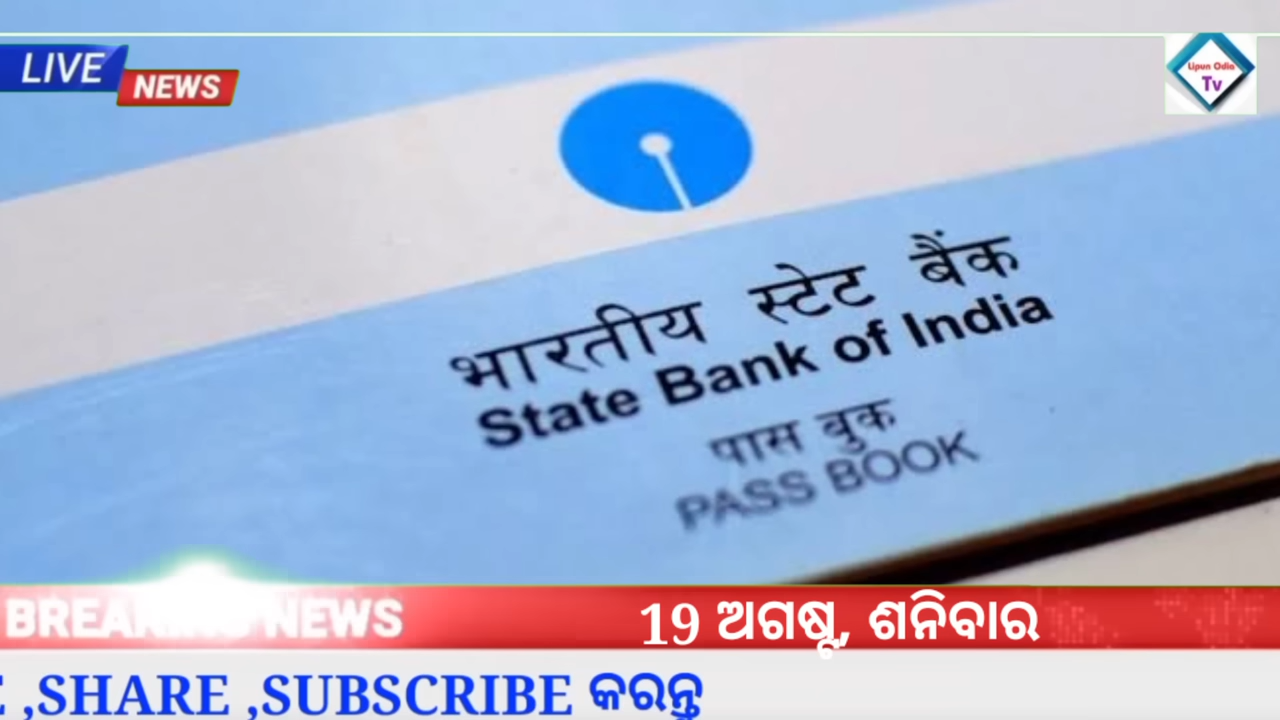 LIVE
NEWS
Lipun Odia
Tv
भारतीय स्टेट बैंक
State Bank of India
पास बुक
PASS BOOK
BREAKING NEWS
19 ଅଗଷ୍ଟ, ଶନିବାର
,SHARE ,SUBSCRIBE କରନ୍ତୁ